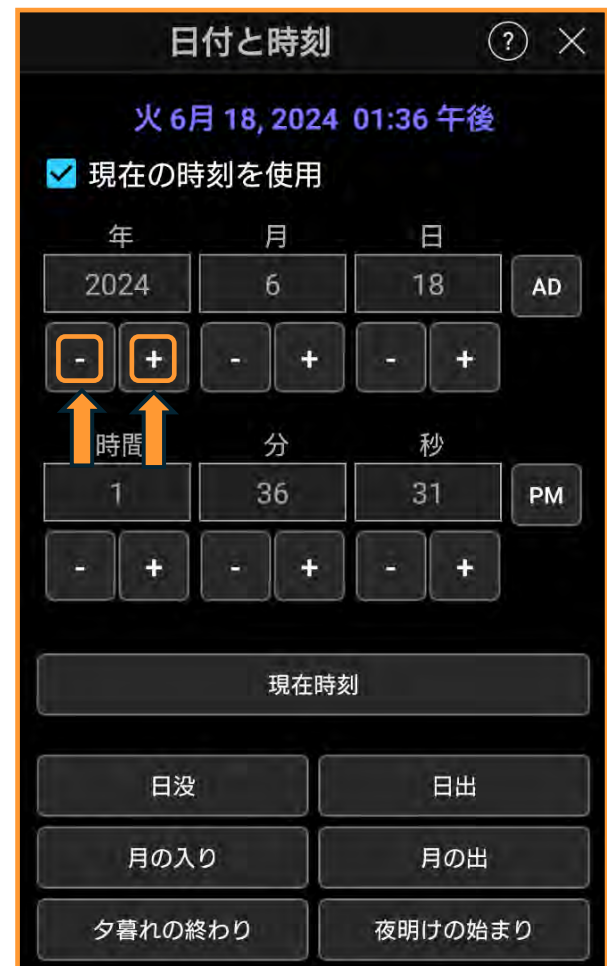 日付と時刻 ?
火 6月 18, 2024 01:36 午後
現在の時刻を使用
年 月 日
2024 6 18 AD
- + - + - +
時間 分 秒
1 36 31 PM
- + - + - +
現在時刻
日没 日出
月の入り 月の出
夕暮れの終わり 夜明けの始まり